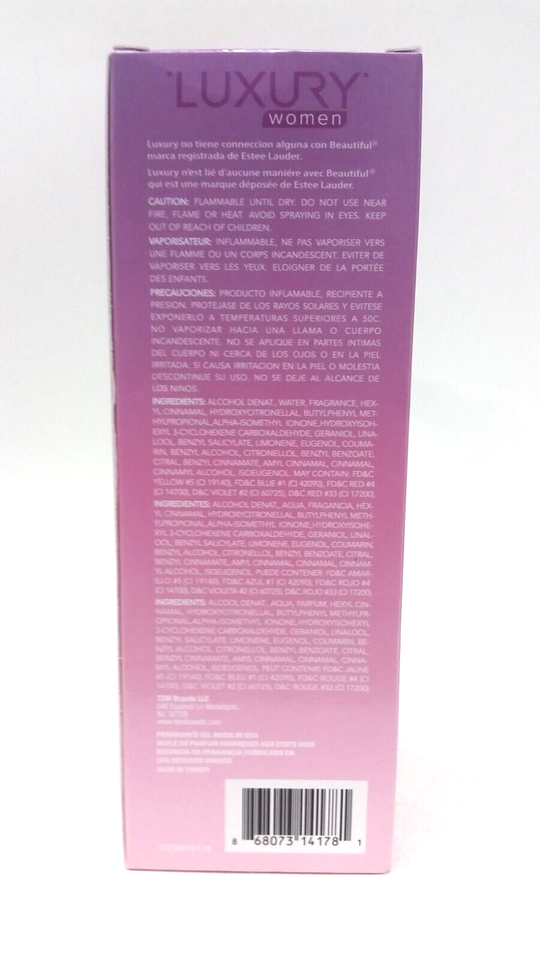 LUXURY
women
Luxury no tiene conneccion alguna con Beautiful®
marca registrada de Estee Lauder.
Luxury n'est lié d'aucune maniére avec Beautiful®
qui est une marque déposée de Estee Lauder.
CAUTION: FLAMMABLE UNTIL DRY. DO NOT USE NEAR
FIRE, FLAME OR HEAT. AVOID SPRAYING IN EYES. KEEP
OUT OF REACH OF CHILDREN.
VAPORISATEUR: INFLAMMABLE, NE PAS VAPORISER VERS
UNE FLAMME OU UN CORPS INCANDESCENT. EVITER DE
VAPORISER VERS LES YEUX. ELOIGNER DE LA PORTÉE
DES ENFANTS.
PRECAUCIONES: PRODUCTO INFLAMABLE, RECIPIENTE A
PRESION. PROTEJASE DE LOS RAYOS SOLARES Y EVITESE
EXPONERLO A TEMPERATURAS SUPERIORES A 50C.
NO VAPORIZAR HACIA UNA LLAMA O CUERPO
INCANDESCENTE. NO SE APLIQUE EN PARTES INTIMAS
DEL CUERPO NI CERCA DE LOS OJOS O EN LA PIEL
IRRITADA. SI CAUSA IRRITACION EN LA PIEL O MOLESTIA
DESCONTINUE SU USO. NO SE DEJE AL ALCANCE DE
LOS NINOS.
INGREDIENTS: ALCOHOL DENAT., WATER, FRAGRANCE, HEX-
YL CINNAMAL, HYDROXYCITRONELLAL, BUTYLPHENYL MET-
HYLPROPIONAL,ALPHA-ISOMETHYL IONONE,HYDROXYISOH-
EXYL 3-CYCLOHEXENE CARBOXALDEHYDE, GERANIOL, LINA-
LOOL, BENZYL SALICYLATE, LIMONENE, EUGENOL, COUMA-
RIN, BENZYL ALCOHOL, CITRONELLOL, BENZYL BENZOATE,
CITRAL, BENZYL CINNAMATE, AMYL CINNAMAL, CINNAMAL,
CINNAMYL ALCOHOL, ISOEUGENOL. MAY CONTAIN: FD&C
YELLOW #5 (CI 19140), FD&C BLUE #1 (CI 42090), FD&C RED #4
(CI 14700), D&C VIOLET #2 (CI 60725), D&C RED #33 (CI 17200).
INGREDIENTES: ALCOHOL DENAT., AGUA, FRAGANCIA, HEX-
YL CINNAMAL, HYDROXYCITRONELLAL, BUTYLPHENYL METH-
YLPROPIONAL,ALPHA-ISOMETHYL IONONE,HYDROXYISOHE-
XYL 3-CYCLOHEXENE CARBOXALDEHYDE, GERANIOL, LINAL-
OOL, BENZYL SALICYLATE, LIMONENE, EUGENOL, COUMARIN,
BENZYL ALCOHOL, CITRONELLOL, BENZYL BENZOATE, CITRAL,
BENZYL CINNAMATE, AMYL CINNAMAL, CINNAMAL, CINNAM-
YL ALCOHOL, ISOEUGENOL. PUEDE CONTENER: FD&C AMAR-
ILLO #5 (CI 19140), FD&C AZUL #1 (CI 42090), FD&C ROJO #4
(CI 14700), D&C VIOLETA #2 (CI 60725), D&C ROJO #33 (CI 17200).
INGRÉDIENTS: ALCOOL DENAT., AQUA, PARFUM, HEXYL CIN-
NAMAL, HYDROXYCITRONELLAL, BUTYLPHENYL METHYLPR-
OPIONAL,ALPHA-ISOMETHYL IONONE,HYDROXYISOHEXYL
3-CYCLOHEXENE CARBOXALDEHYDE, GERANIOL, LINALOOL,
BENZYL SALICYLATE, LIMONENE, EUGENOL, COUMARIN, BE-
NZYL ALCOHOL, CITRONELLOL, BENZYL BENZOATE, CITRAL,
BENZYL CINNAMATE, AMYL CINNAMAL, CINNAMAL, CINNA-
MYL ALCOHOL, ISOEUGENOL. PEUT CONTENIR: FD&C JAUNE
#5 (CI 19140), FD&C BLEU #1 (CI 42090), FD&C ROUGE #4 (CI
14700), D&C VIOLET #2 (CI 60725), D&C ROUGE #33 (CI 17200).
TSM Brands LLC
Ln Manalapan,
NJ 07726
www.tsmbrands.com
FRAGRANCE OIL MADE IN USA
HUILE DE PARFUM AUX ETATS UNIS
ESENCIA DE FRAGANCIA FABRICADA EN
LOS ESTADOS UNIDOS
MADE IN TURKEY
8 68073 14178 1